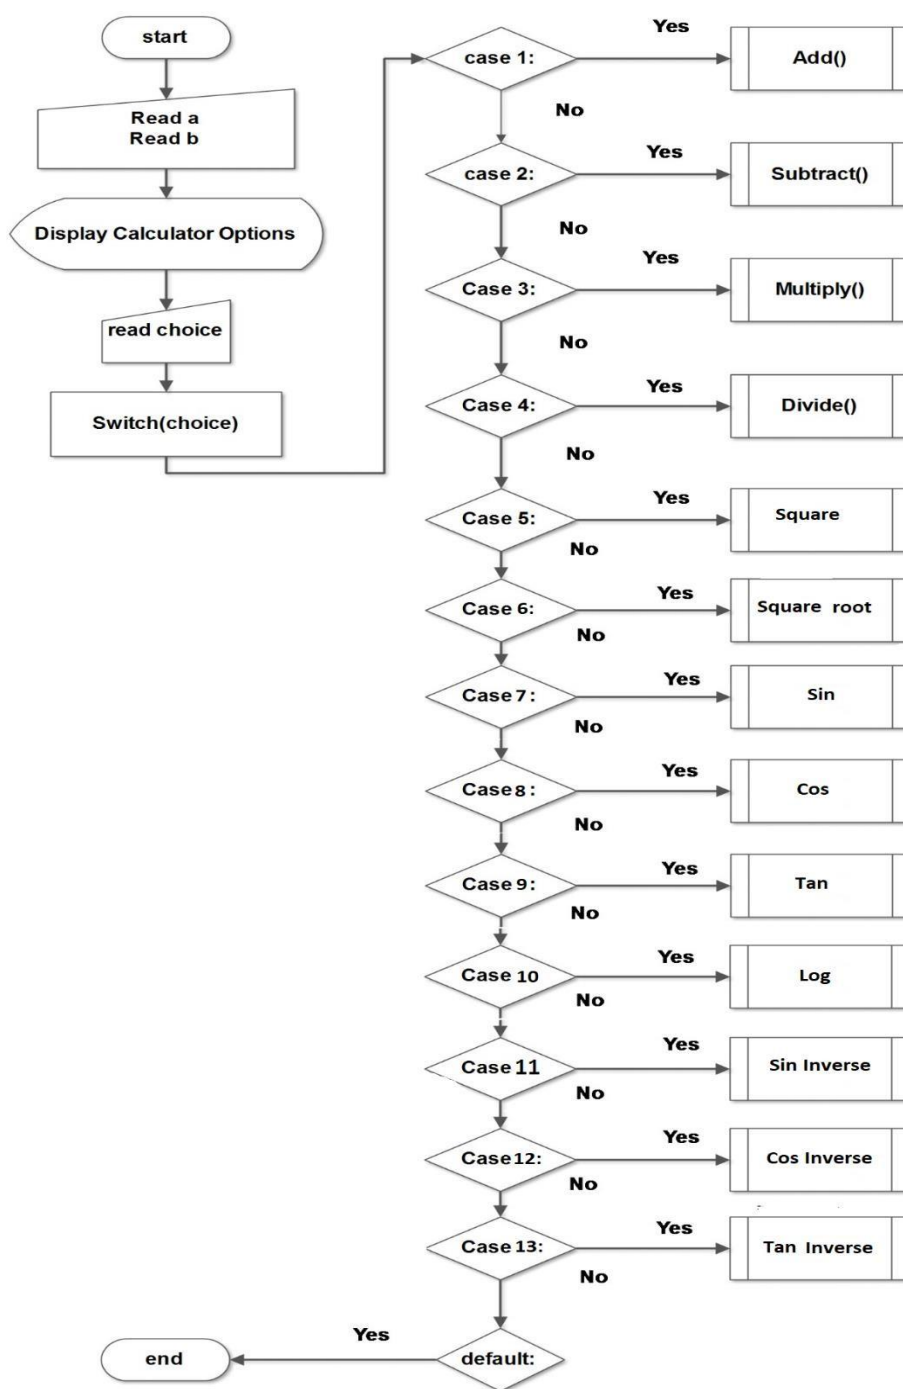 start
Read a
Read b
Display Calculator Options
read choice
Switch(choice)
case 1:
Yes
Add()
No
case 2:
Yes
Subtract()
No
Case 3:
Yes
Multiply()
No
Case 4:
Yes
Divide()
No
Case 5:
Yes
Square
No
Case 6:
Yes
Square root
No
Case 7:
Yes
Sin
No
Case 8 :
Yes
Cos
No
Case 9:
Yes
Tan
No
Case 10
Yes
Log
No
Case 11
Yes
Sin Inverse
No
Case 12:
Yes
Cos Inverse
No
Case 13:
Yes
Tan Inverse
No
default:
Yes
end